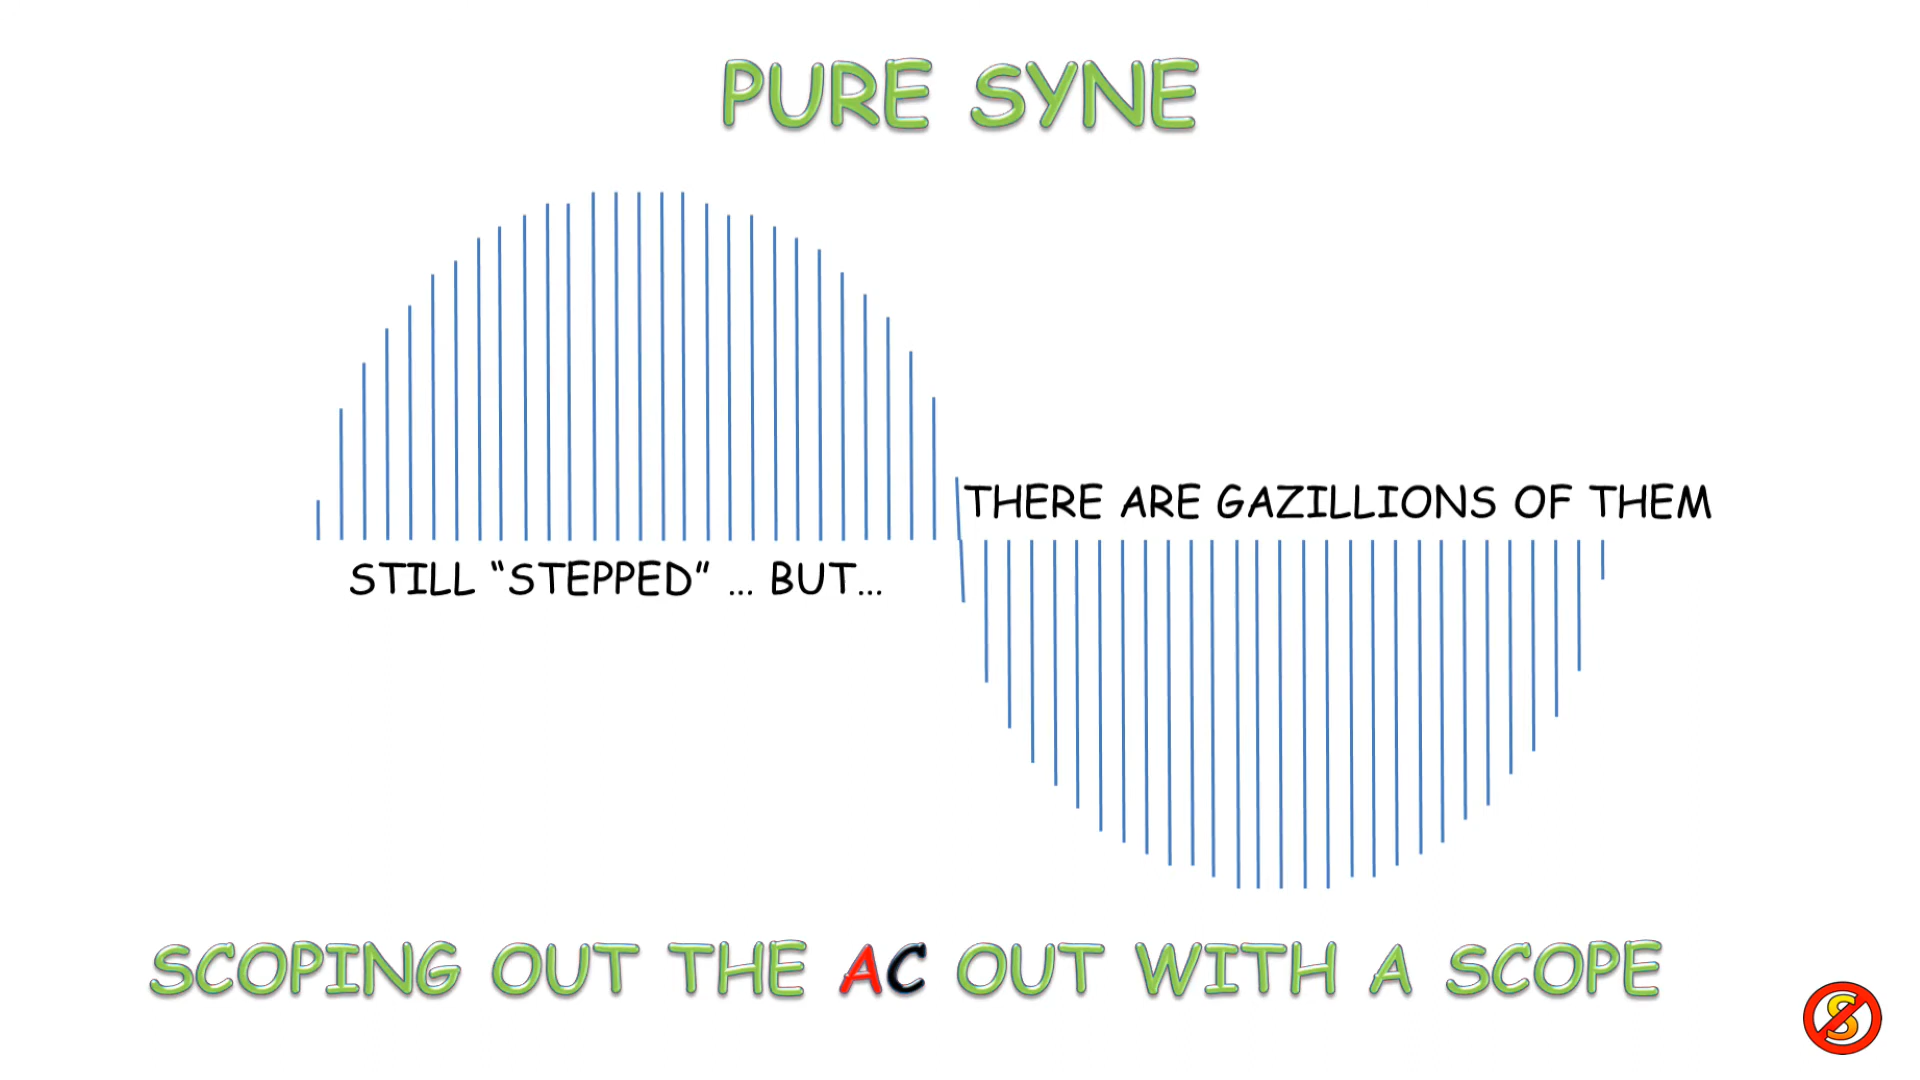 PURE SYNE
THERE ARE GAZILLIONS OF THEM
STILL “STEPPED” ... BUT...
SCOPING OUT THE AC OUT WITH A SCOPE
S